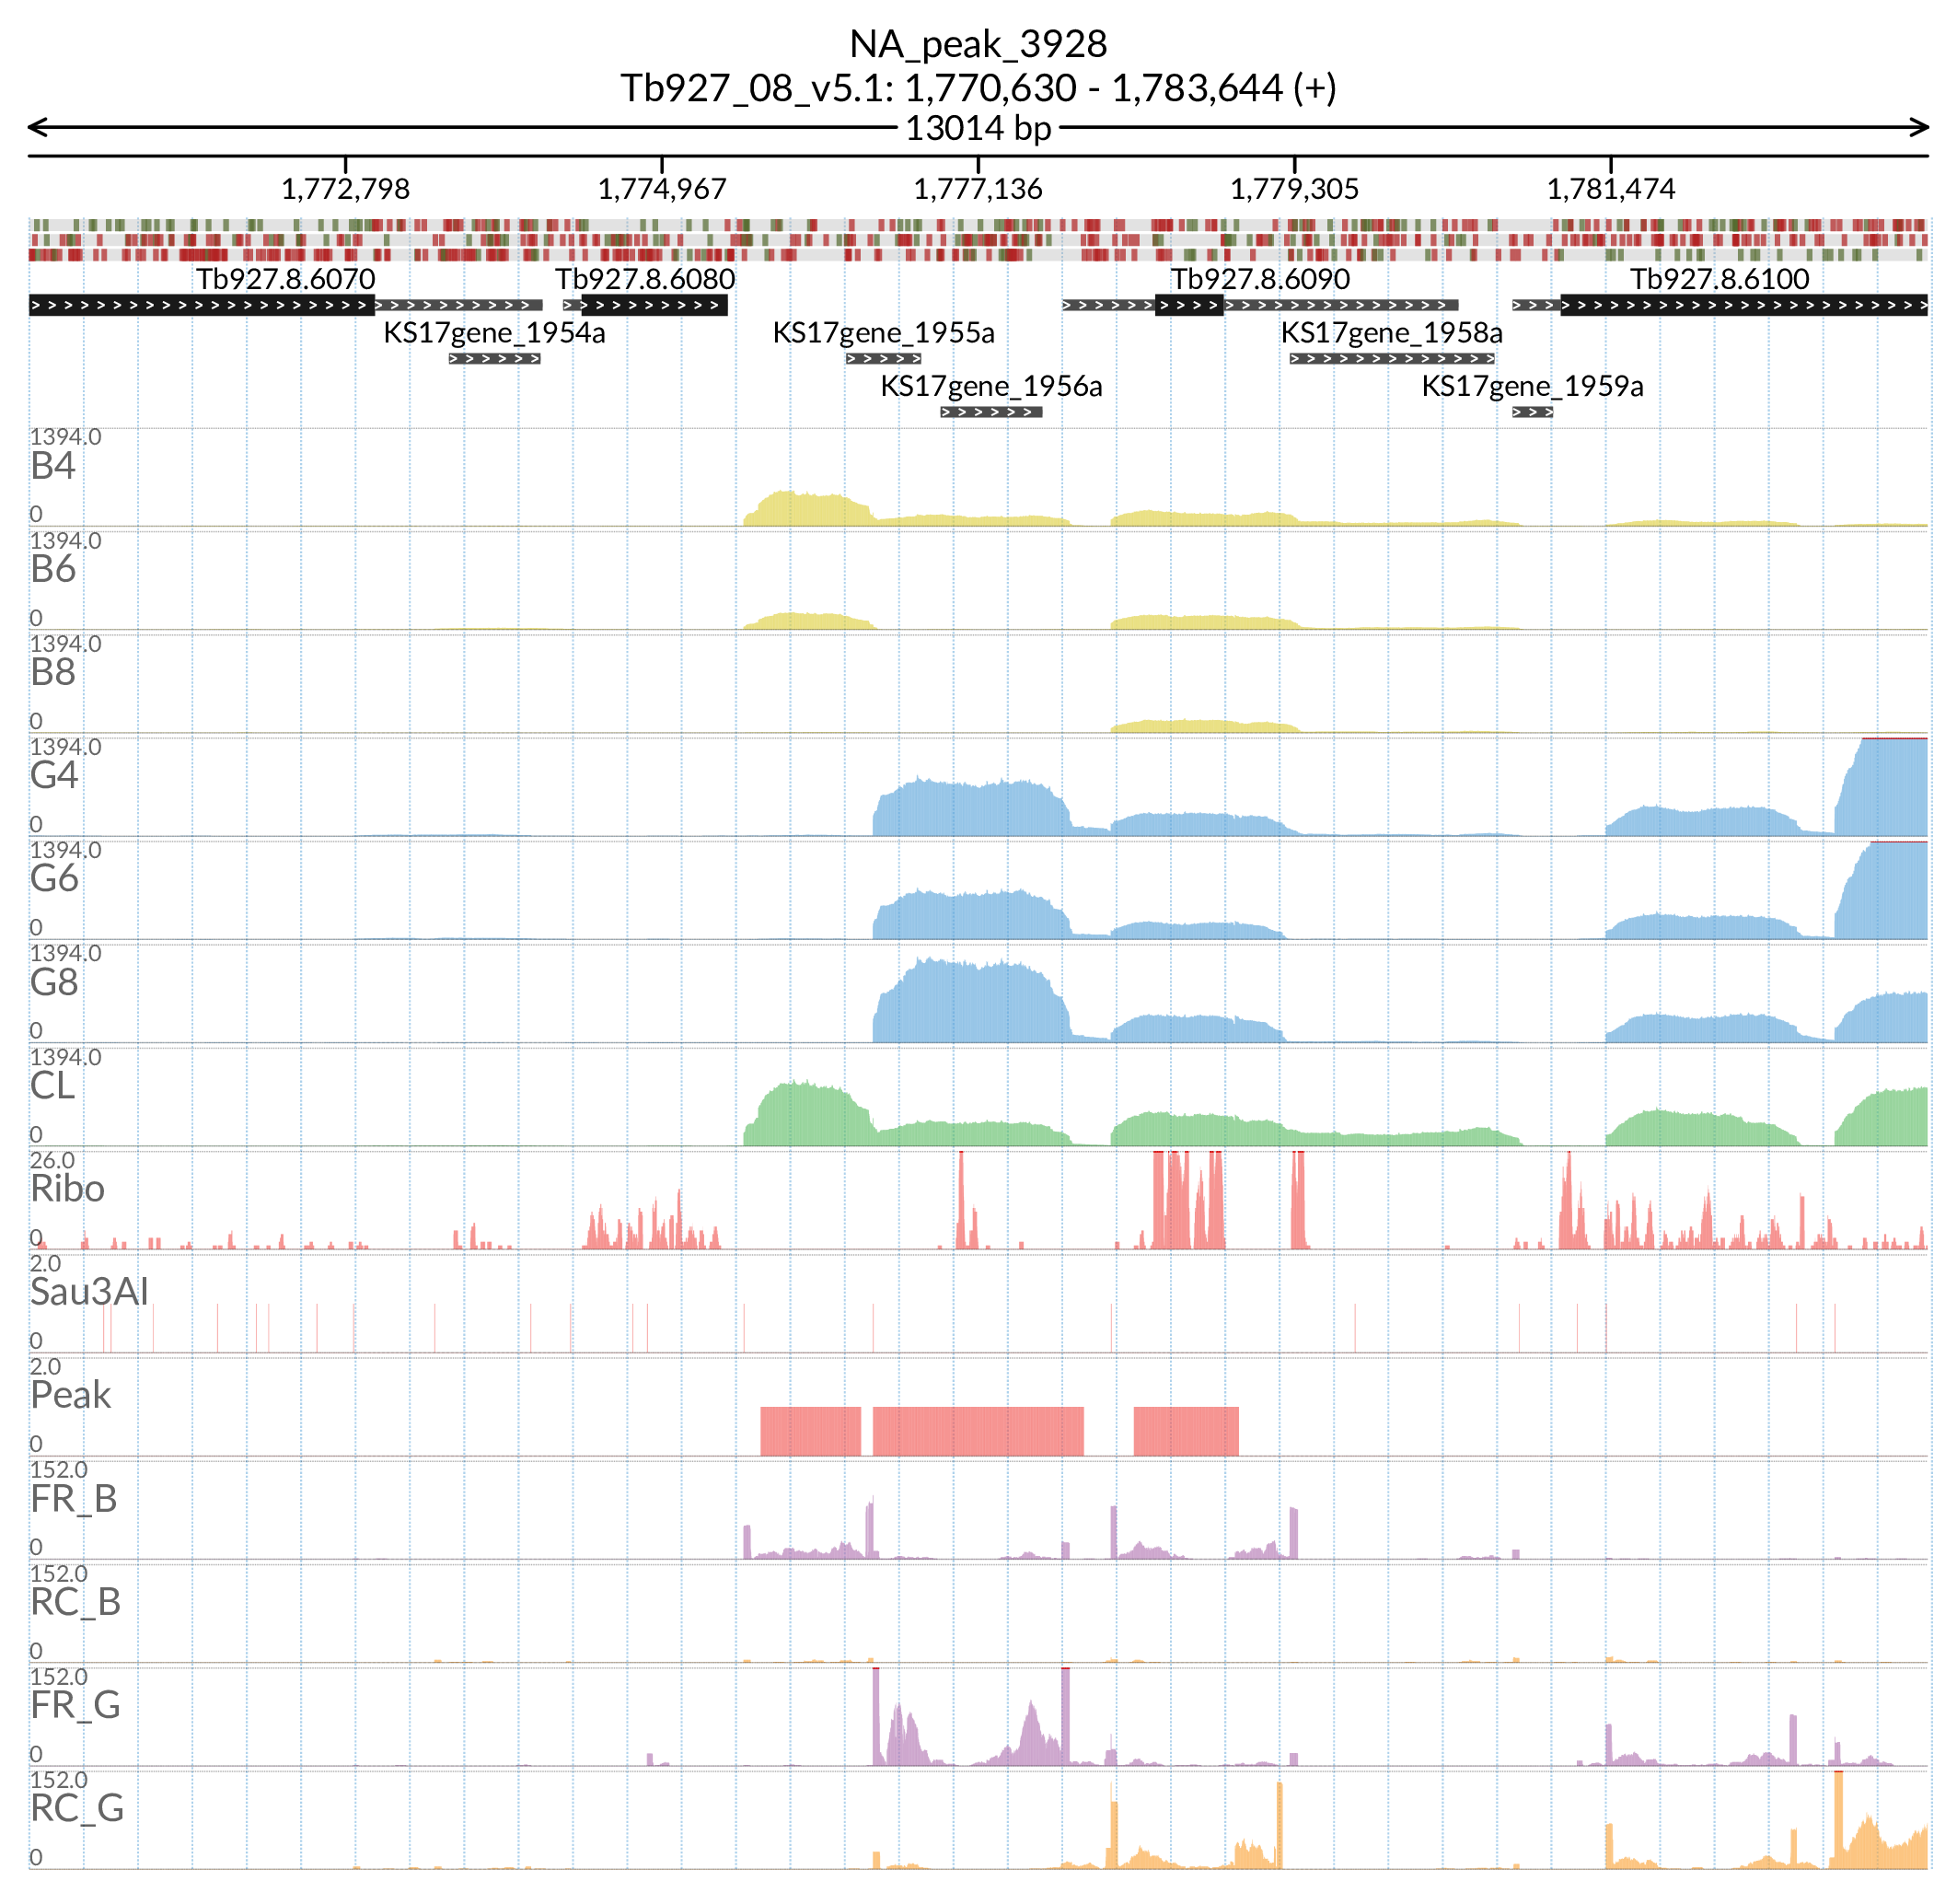 NA_peak_3928
Tb927_08_v5.1: 1,770,630 - 1,783,644 (+)
13014 bp
1,772,798 1,774,967 1,777,136 1,779,305 1,781,474
Tb927.8.6070 Tb927.8.6080 Tb927.8.6090 Tb927.8.6100
KS17gene_1954a KS17gene_1955a KS17gene_1958a
KS17gene_1956a KS17gene_1959a
1394.0
B4
0
1394.0
B6
0
1394.0
B8
0
1394.0
G4
0
1394.0
G6
0
1394.0
G8
0
1394.0
CL
0
26.0
Ribo
0
2.0
Sau3AI
0
2.0
Peak
0
152.0
FR_B
0
152.0
RC_B
0
152.0
FR_G
0
152.0
RC_G
0